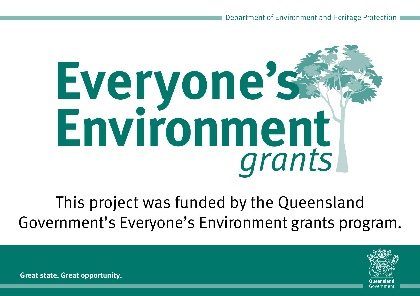 Department of Environment and Heritage Protection
Everyone's
Environment
grants
This project was funded by the Queensland
Government's Everyone's Environment grants program.
Great state. Great opportunity.
Queensland
Government